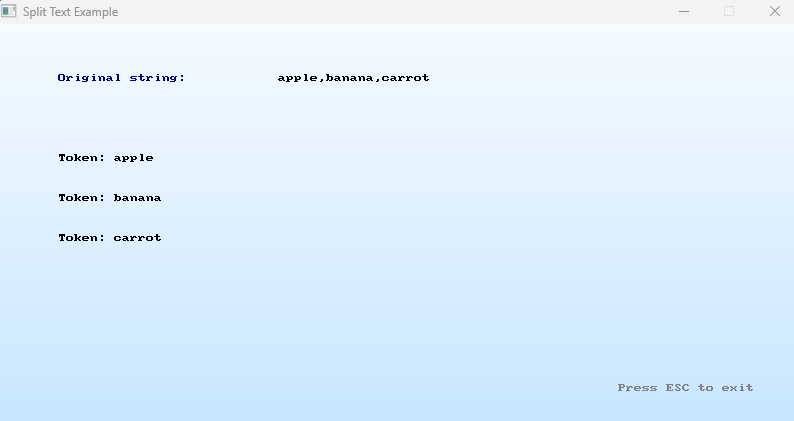 Split Text Example
Original string: apple,banana,carrot
Token: apple
Token: banana
Token: carrot
Press ESC to exit